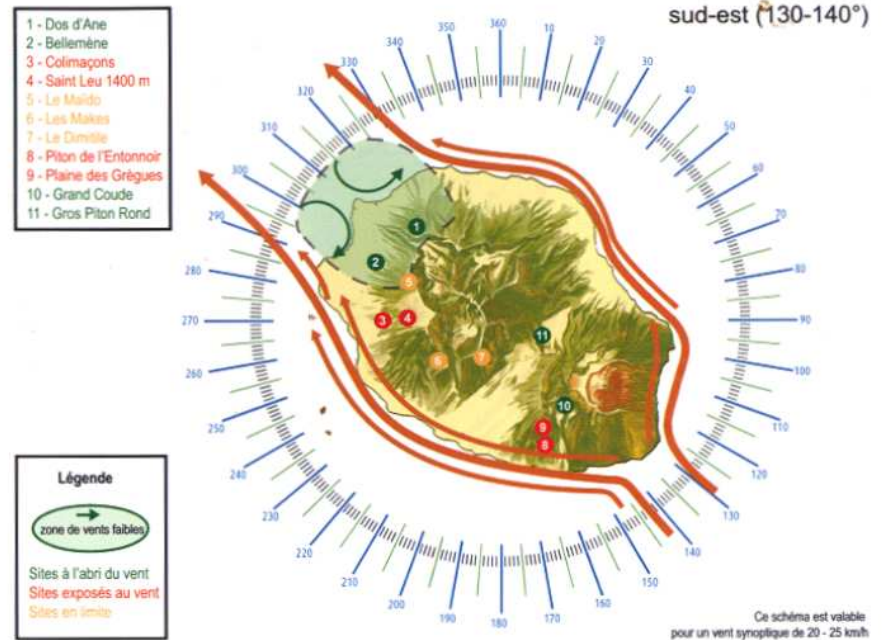 sud-est (130-140°)
1 - Dos d'Ane
2 - Bellemène
3 - Colimaçons
4 - Saint Leu 1400 m
5 - Le Maïdo
6 - Les Makes
7 - Le Dimitile
8 - Piton de l'Entonnoir
9 - Plaine des Grègues
10 - Grand Coude
11 - Gros Piton Rond
360
10
20
30
40
50
60
70
80
90
100
110
120
130
140
150
160
170
180
190
200
210
220
230
240
250
260
270
280
290
300
310
320
330
340
350
1
2
5
3
4
11
6
7
10
9
8
Légende
zone de vents faibles
Sites à l'abri du vent
Sites exposés au vent
Sites en limite
Ce schéma est valable
pour un vent synoptique de 20 - 25 km/h